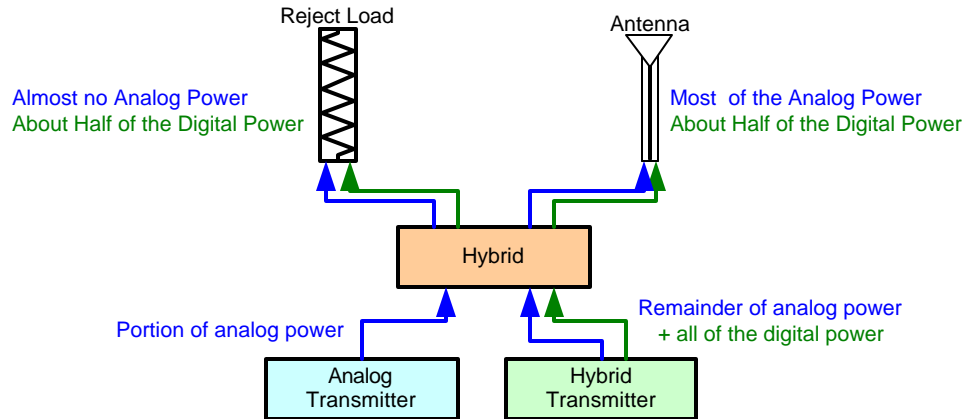 Reject Load
Antenna
Almost no Analog Power
About Half of the Digital Power
Most of the Analog Power
About Half of the Digital Power
Hybrid
Portion of analog power
Remainder of analog power
+ all of the digital power
Analog
Transmitter
Hybrid
Transmitter